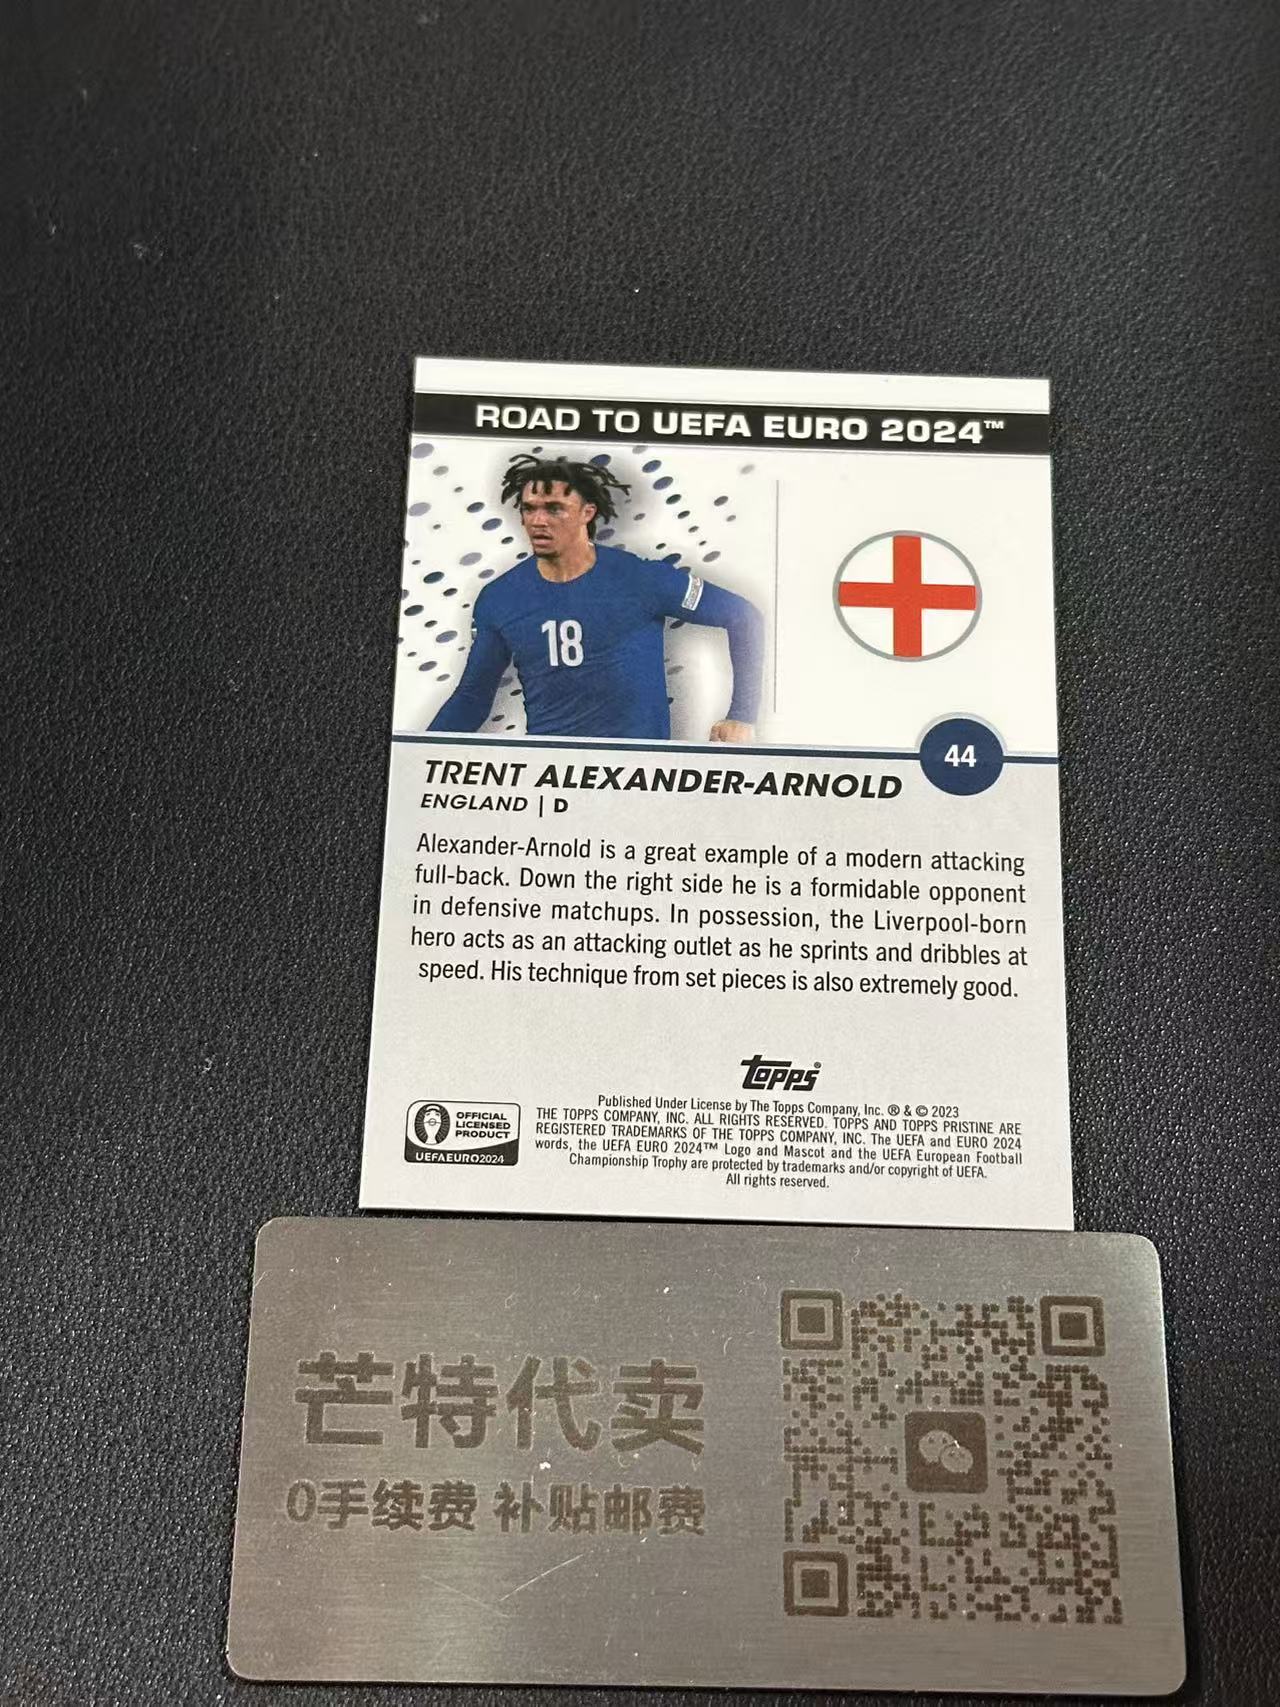 ROAD TO UEFA EURO 2024™
18
44
TRENT ALEXANDER-ARNOLD
ENGLAND | D
Alexander-Arnold is a great example of a modern attacking
full-back. Down the right side he is a formidable opponent
in defensive matchups. In possession, the Liverpool-born
hero acts as an attacking outlet as he sprints and dribbles at
speed. His technique from set pieces is also extremely good.
topps®
Published Under License by The Topps Company, Inc. ® & © 2023
THE TOPPS COMPANY, INC. ALL RIGHTS RESERVED. TOPPS AND TOPPS PRISTINE ARE
REGISTERED TRADEMARKS OF THE TOPPS COMPANY, INC. The UEFA and EURO 2024
words, the UEFA EURO 2024™ Logo and Mascot and the UEFA European Football
Championship Trophy are protected by trademarks and/or copyright of UEFA.
All rights reserved.
OFFICIAL
LICENSED
PRODUCT
UEFAEURO2024
芒特代卖
0手续费 补贴邮费